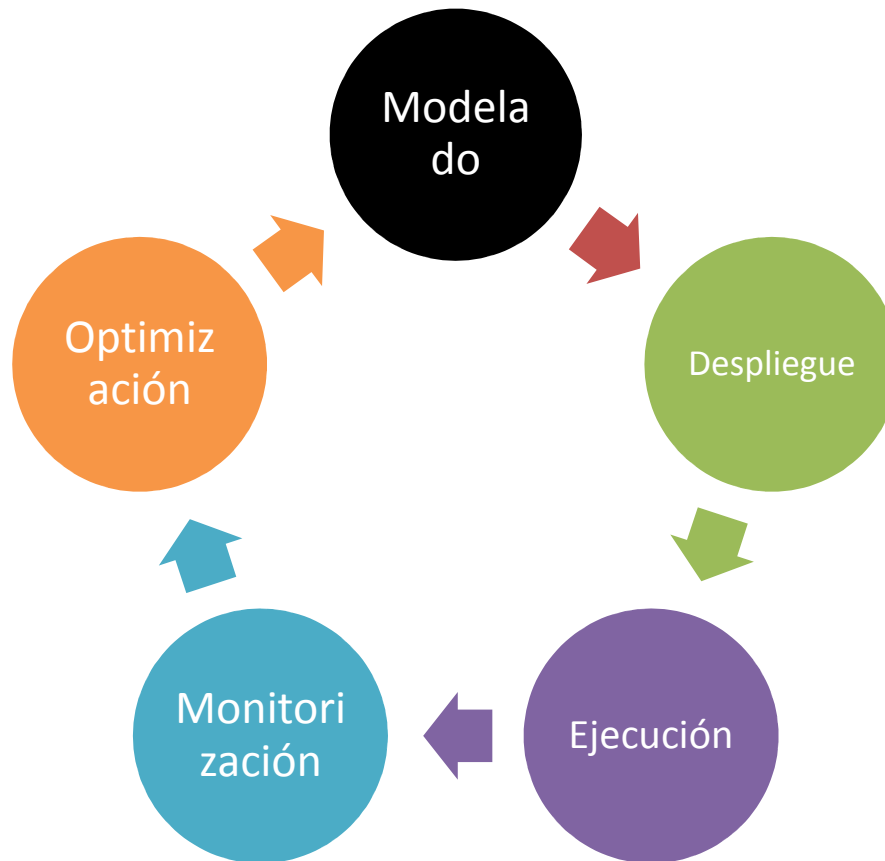 Modela
do
Despliegue
Ejecución
Monitori
zación
Optimiz
ación